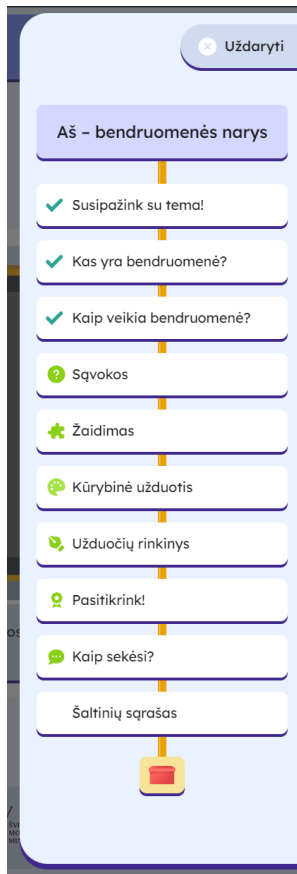 Uždaryti
Aš – bendruomenės narys
Susipažink su tema!
Kas yra bendruomenė?
Kaip veikia bendruomenė?
Sąvokos
Žaidimas
Kūrybinė užduotis
Užduočių rinkinys
Pasitikrink!
Kaip sekėsi?
Šaltinių sąrašas